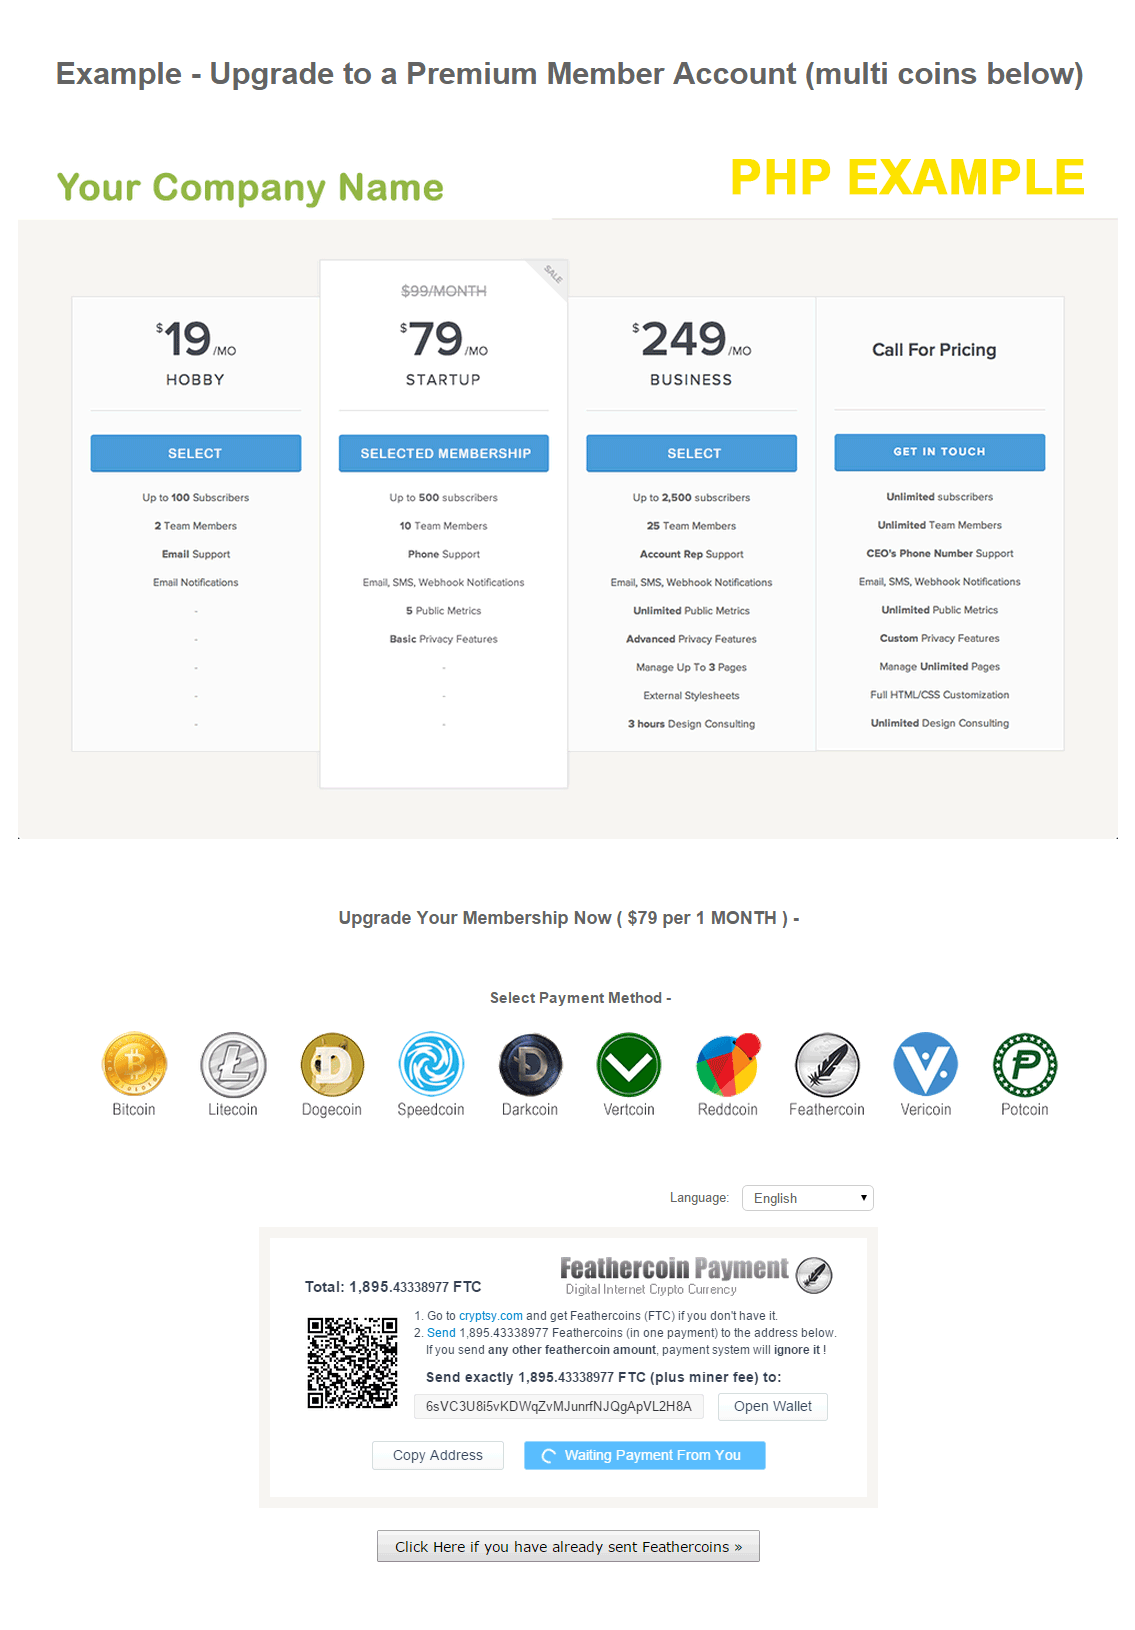 Example - Upgrade to a Premium Member Account (multi coins below)
Your Company Name
PHP EXAMPLE
$19/MO
HOBBY
SELECT
Up to 100 Subscribers
2 Team Members
Email Support
Email Notifications
-
-
-
-
-
SALE
$99/MONTH
$79/MO
STARTUP
SELECTED MEMBERSHIP
Up to 500 subscribers
10 Team Members
Phone Support
Email, SMS, Webhook Notifications
5 Public Metrics
Basic Privacy Features
-
-
-
$249/MO
BUSINESS
SELECT
Up to 2,500 subscribers
25 Team Members
Account Rep Support
Email, SMS, Webhook Notifications
Unlimited Public Metrics
Advanced Privacy Features
Manage Up To 3 Pages
External Stylesheets
3 hours Design Consulting
Call For Pricing
GET IN TOUCH
Unlimited subscribers
Unlimited Team Members
CEO's Phone Number Support
Email, SMS, Webhook Notifications
Unlimited Public Metrics
Custom Privacy Features
Manage Unlimited Pages
Full HTML/CSS Customization
Unlimited Design Consulting
Upgrade Your Membership Now ( $79 per 1 MONTH ) -
Select Payment Method -
Bitcoin Litecoin Dogecoin Speedcoin Darkcoin Vertcoin Reddcoin Feathercoin Vericoin Potcoin
Language: English
Feathercoin Payment
Digital Internet Crypto Currency
Total: 1,895.43338977 FTC
1. Go to cryptsy.com and get Feathercoins (FTC) if you don't have it.
2. Send 1,895.43338977 Feathercoins (in one payment) to the address below.
If you send any other feathercoin amount, payment system will ignore it !
Send exactly 1,895.43338977 FTC (plus miner fee) to:
6sVC3U8i5vKDWqZvMJunrfNJQgApVL2H8A Open Wallet
Copy Address Waiting Payment From You
Click Here if you have already sent Feathercoins »